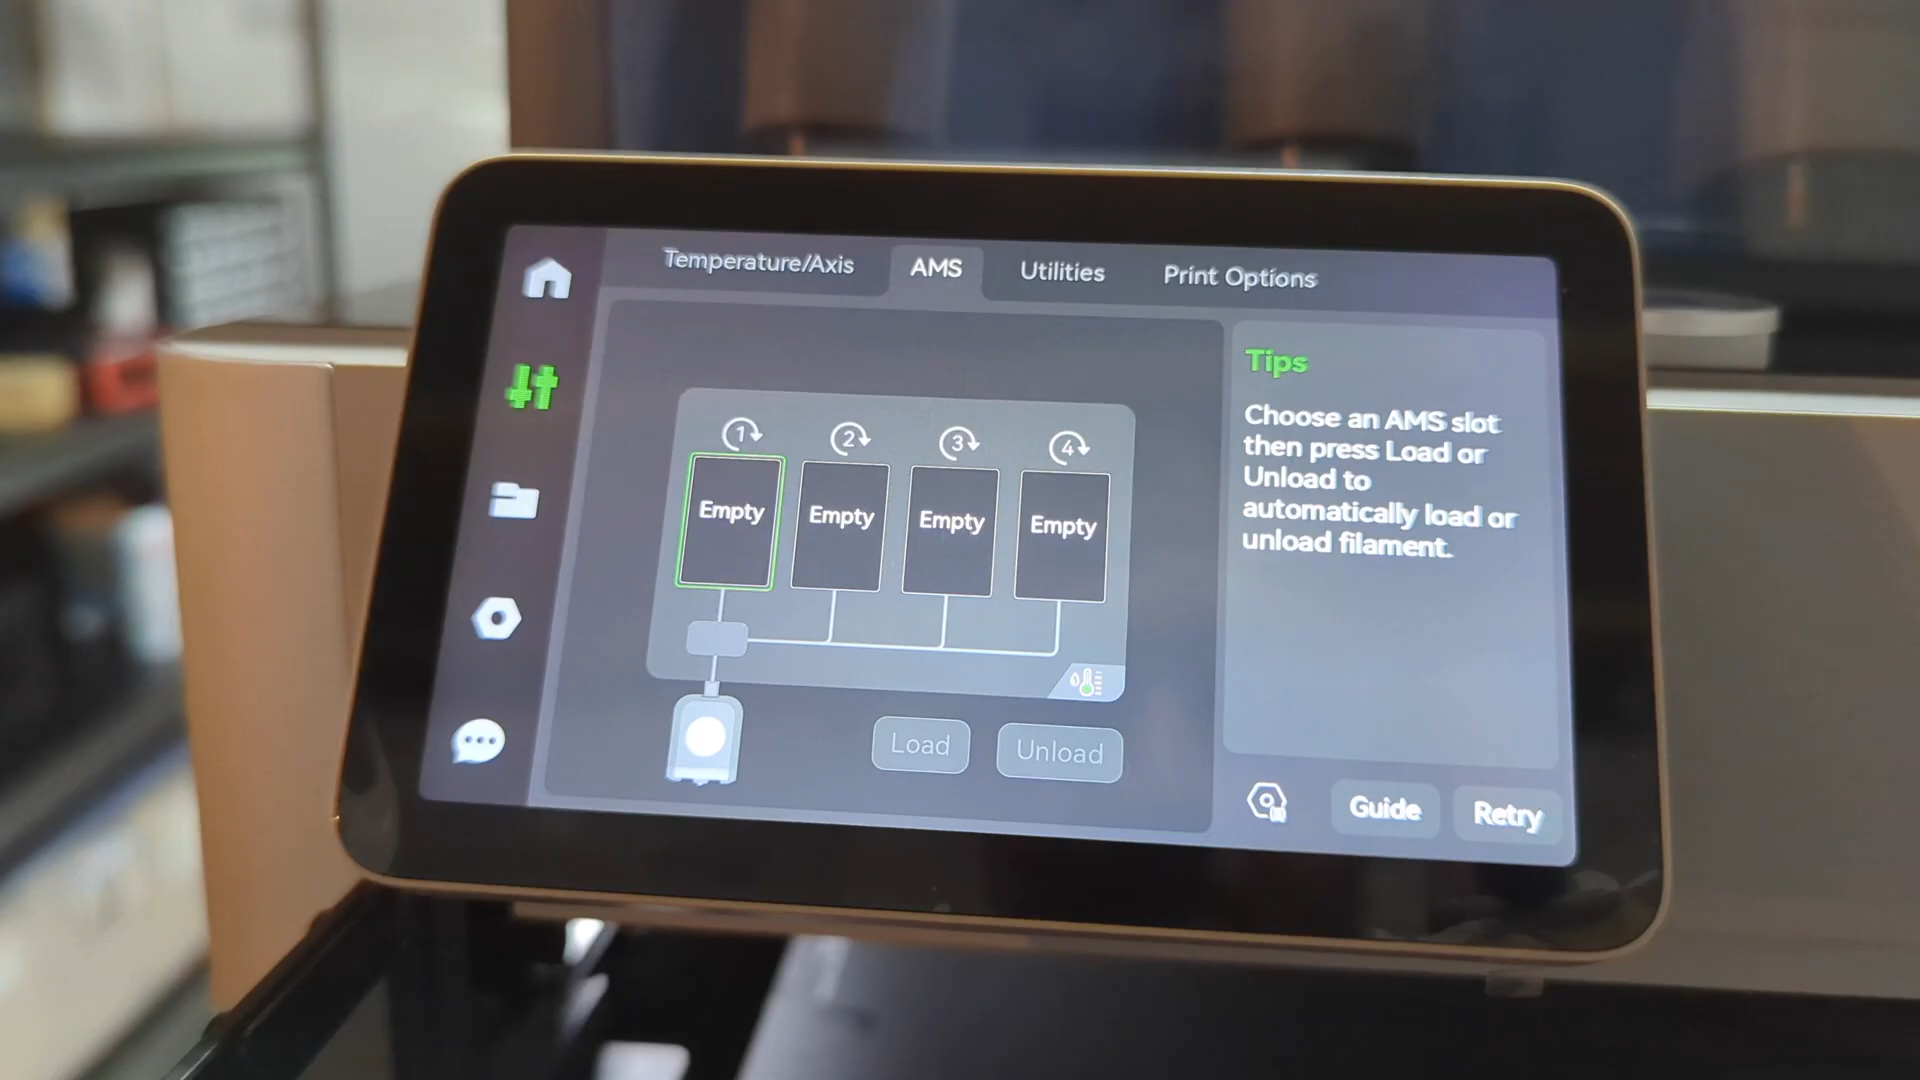 Temperature/Axis
AMS
Utilities
Print Options
1
2
3
4
Empty
Empty
Empty
Empty
Load
Unload
Tips
Choose an AMS slot
then press Load or
Unload to
automatically load or
unload filament.
Guide
Retry